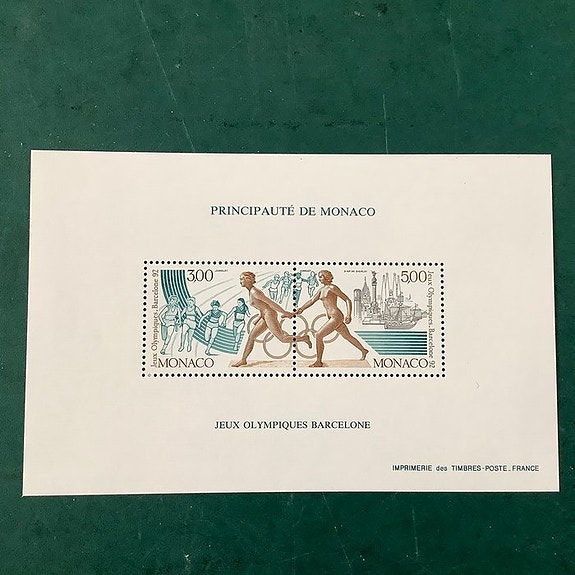 PRINCIPAUTÉ DE MONACO
3,00
5,00
Jeux Olympiques. Barcelone 92
Jeux Olympiques. Barcelone 92
MONACO
MONACO
JEUX OLYMPIQUES BARCELONE
IMPRIMERIE des TIMBRES-POSTE, FRANCE